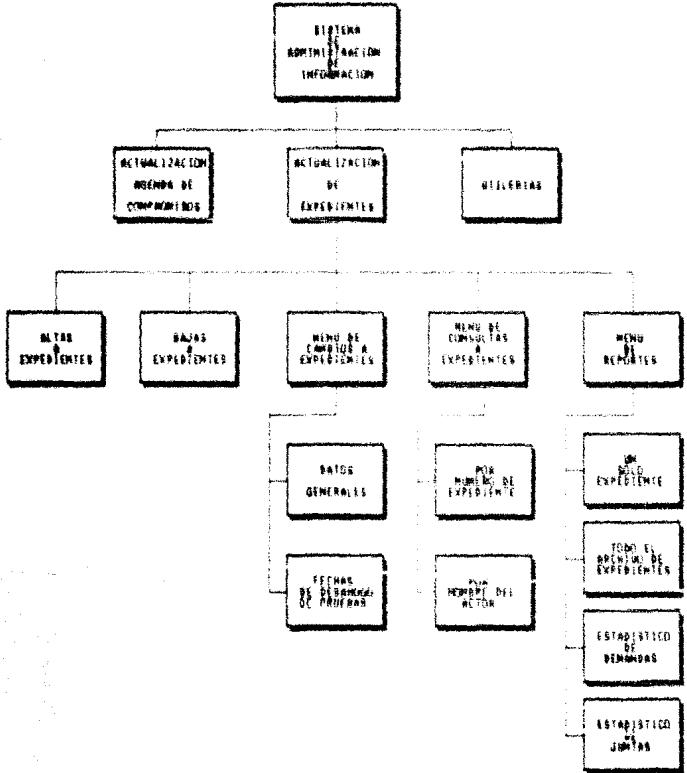 SISTEMA
DE
ADMINISTRACION
DE
INFORMACION
ACTUALIZACION
AGENDA DE
COMPROMISOS
ACTUALIZACION
DE
EXPEDIENTES
UTILERIAS
ALTAS
A
EXPEDIENTES
BAJAS
A
EXPEDIENTES
MENU DE
CAMBIOS A
EXPEDIENTES
MENU DE
CONSULTAS
A
EXPEDIENTES
MENU
DE
REPORTES
DATOS
GENERALES
FECHAS
DE DESAHOGO
DE PRUEBAS
POR
NUMERO DE
EXPEDIENTE
POR
NOMBRE DEL
ACTOR
UN
SOLO
EXPEDIENTE
TODO EL
ARCHIVO DE
EXPEDIENTES
ESTADISTICO
DE
DEMANDAS
ESTADISTICO
DE
JUNTAS